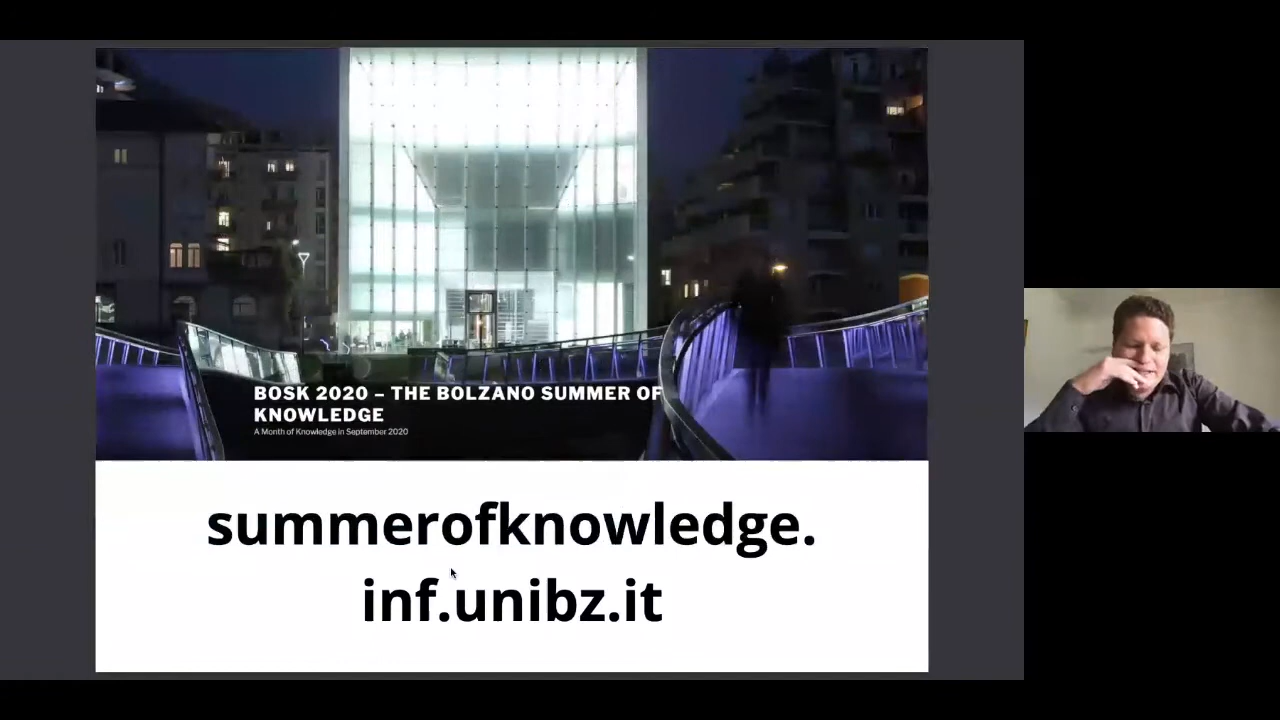 BOSK 2020 – THE BOLZANO SUMMER OF
KNOWLEDGE
A Month of Knowledge in September 2020
summerofknowledge.
inf.unibz.it